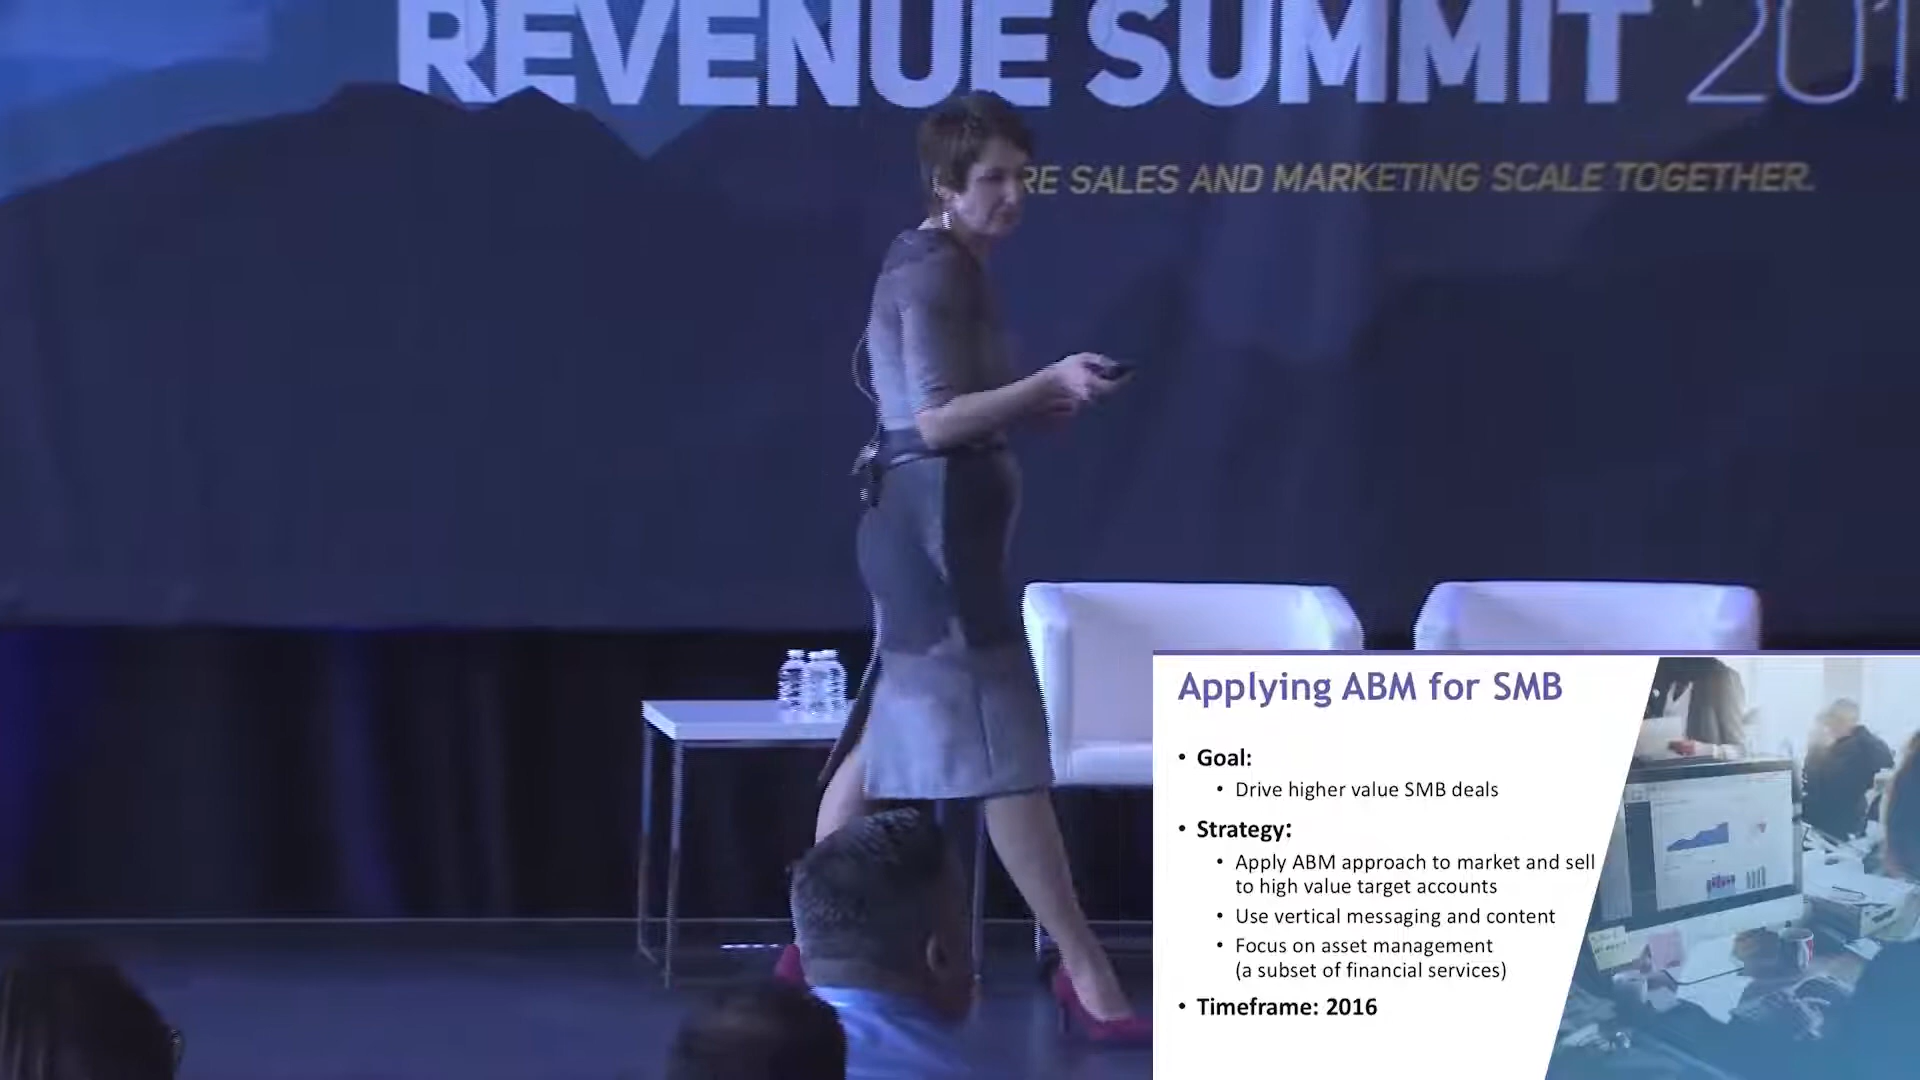 REVENUE SUMMIT 201
RE SALES AND MARKETING SCALE TOGETHER.
Applying ABM for SMB
• Goal:
• Drive higher value SMB deals
• Strategy:
• Apply ABM approach to market and sell
to high value target accounts
• Use vertical messaging and content
• Focus on asset management
(a subset of financial services)
• Timeframe: 2016